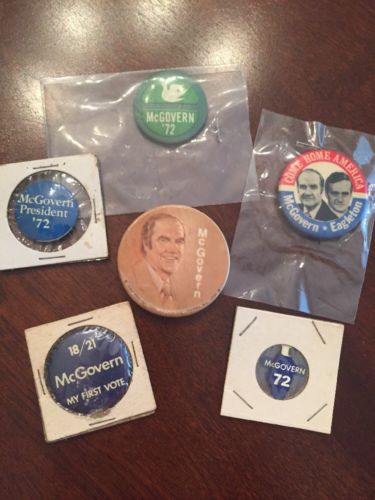 McGOVERN
'72
COME HOME AMERICA
McGovern • Eagleton
McGovern
President
'72
McGovern
18/21
McGovern
MY FIRST VOTE
McGOVERN
72